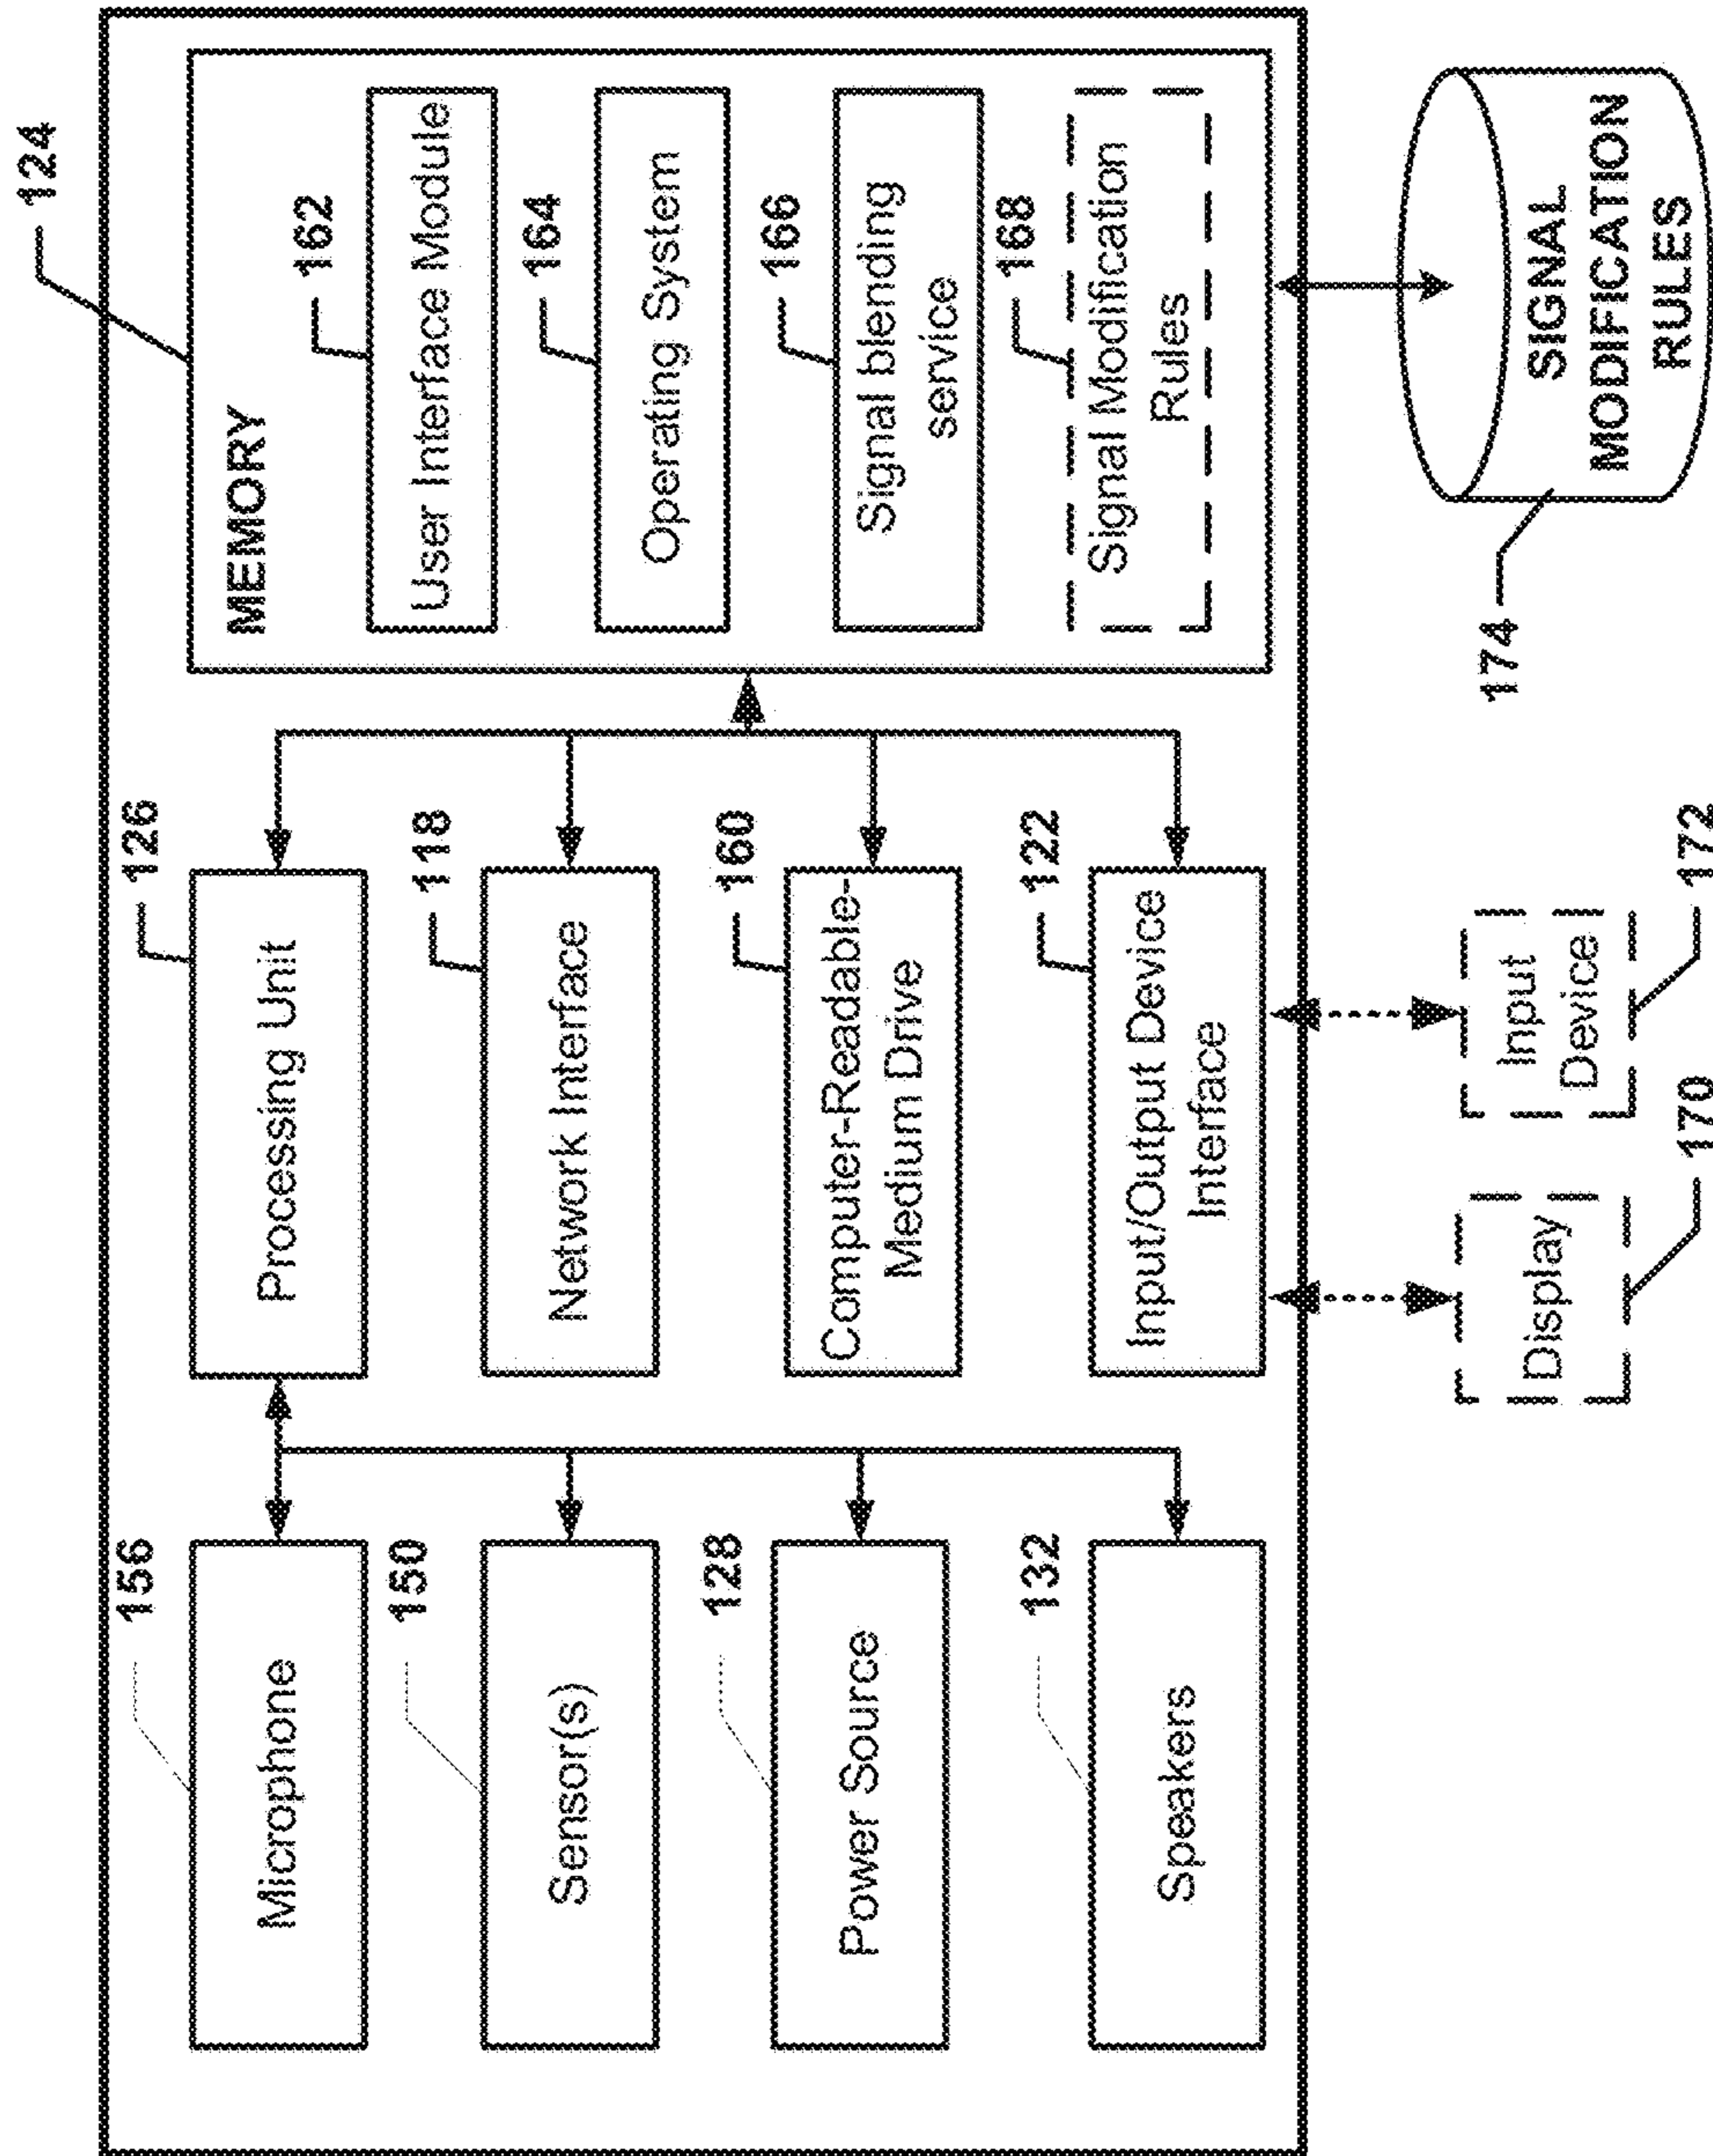 124
MEMORY
162
User Interface Module
164
Operating System
166
Signal blending
service
168
Signal Modification
Rules
126
Processing Unit
118
Network Interface
160
Computer-Readable-
Medium Drive
122
Input/Output Device
Interface
156
Microphone
150
Sensor(s)
128
Power Source
132
Speakers
Display
170
Input
Device
172
SIGNAL
MODIFICATION
RULES
174